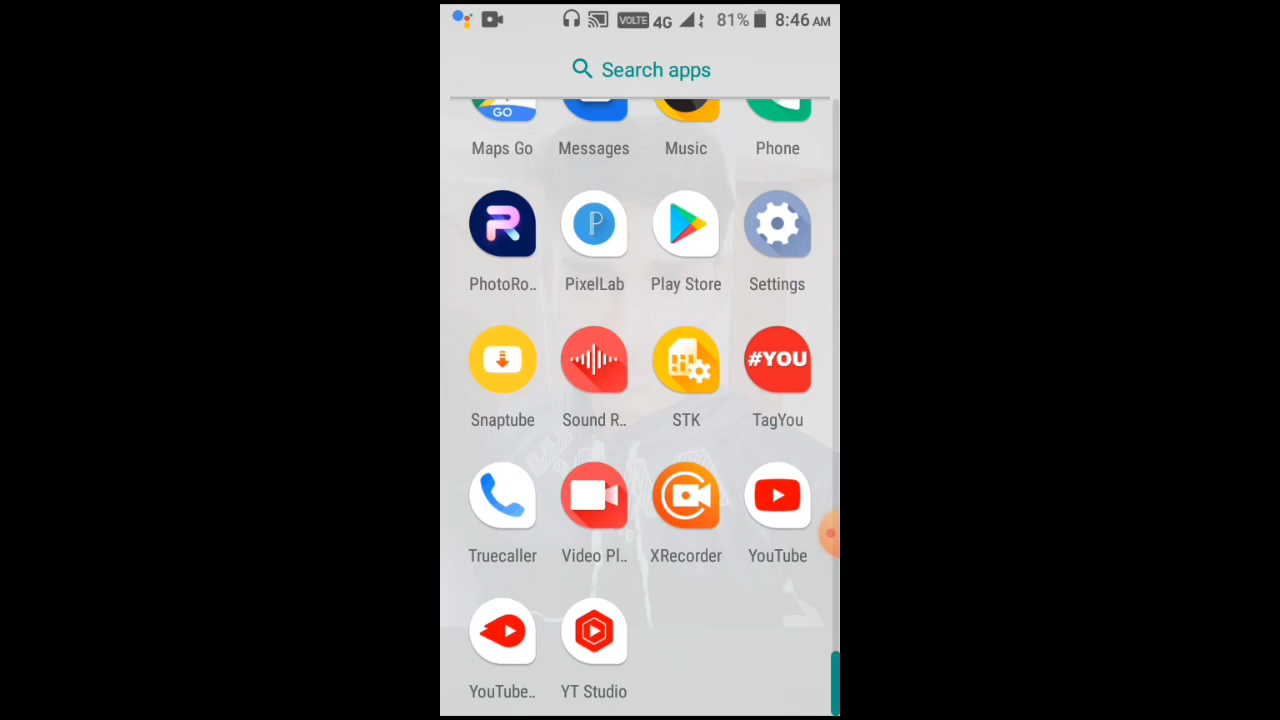 VOLTE 4G 81% 8:46 AM
Search apps
GO
Maps Go Messages Music Phone
R P
PhotoRo.. PixelLab Play Store Settings
#YOU
Snaptube Sound R.. STK TagYou
Truecaller Video Pl.. XRecorder YouTube
YouTube.. YT Studio